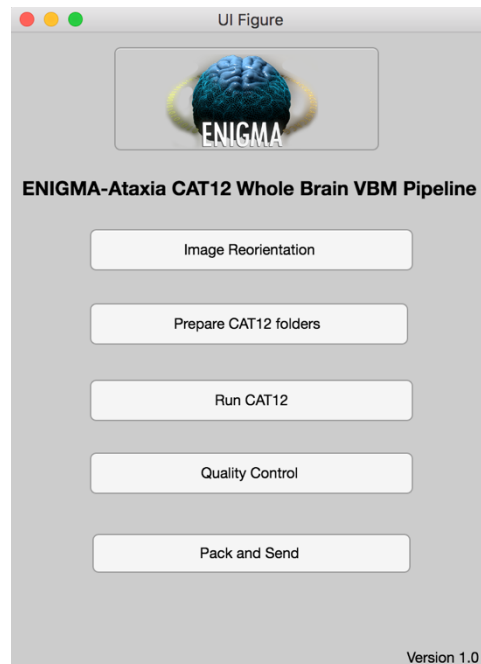 UI Figure
ENIGMA
ENIGMA-Ataxia CAT12 Whole Brain VBM Pipeline
Image Reorientation
Prepare CAT12 folders
Run CAT12
Quality Control
Pack and Send
Version 1.0